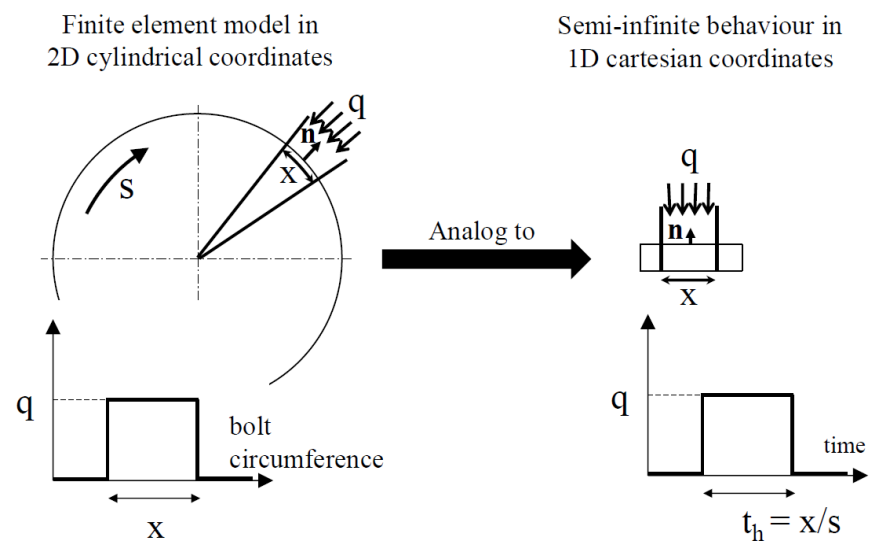 Finite element model in
2D cylindrical coordinates
q
n
x
s
Analog to
q
bolt
circumference
x
Semi-infinite behaviour in
1D cartesian coordinates
q
n
x
q
time
t_h = x/s